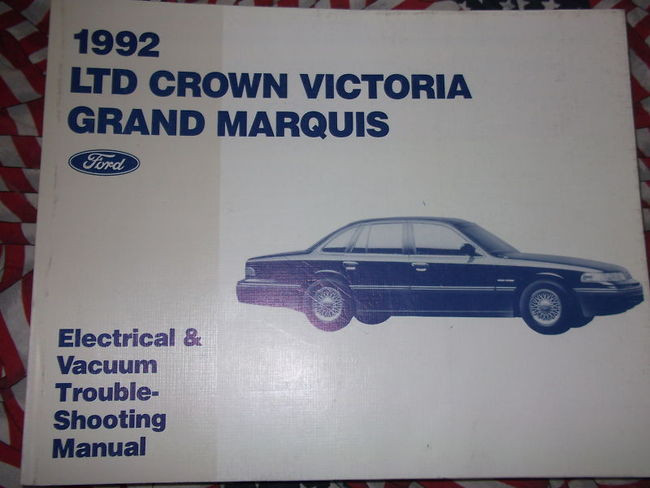 1992
LTD CROWN VICTORIA
GRAND MARQUIS
Ford
Electrical &
Vacuum
Trouble-
Shooting
Manual